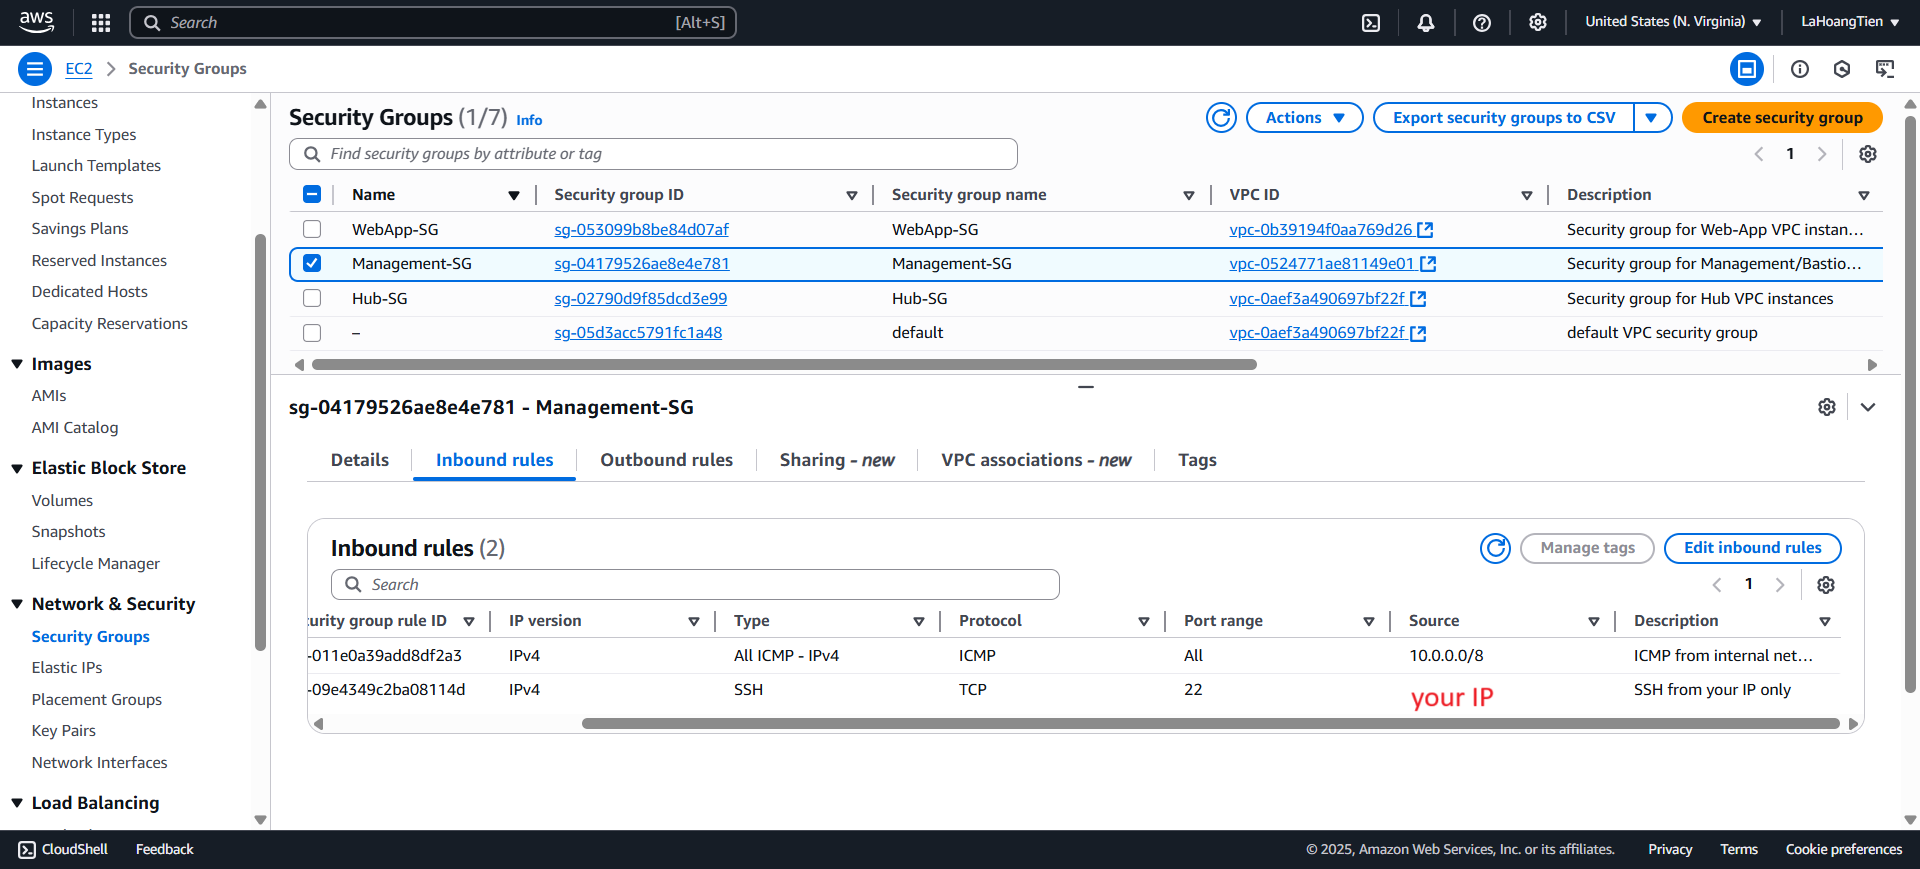 aws
Search [Alt+S]
United States (N. Virginia)
LaHoangTien
EC2 Security Groups
Instances
Instance Types
Launch Templates
Spot Requests
Savings Plans
Reserved Instances
Dedicated Hosts
Capacity Reservations
Images
AMIs
AMI Catalog
Elastic Block Store
Volumes
Snapshots
Lifecycle Manager
Network & Security
Security Groups
Elastic IPs
Placement Groups
Key Pairs
Network Interfaces
Load Balancing
Security Groups (1/7) Info
Actions
Export security groups to CSV
Create security group
Find security groups by attribute or tag
1
Name Security group ID Security group name VPC ID Description
WebApp-SG sg-053099b8be84d07af WebApp-SG vpc-0b39194f0aa769d26 Security group for Web-App VPC instan...
Management-SG sg-04179526ae8e4e781 Management-SG vpc-0524771ae81149e01 Security group for Management/Bastio...
Hub-SG sg-02790d9f85dcd3e99 Hub-SG vpc-0aef3a490697bf22f Security group for Hub VPC instances
– sg-05d3acc5791fc1a48 default vpc-0aef3a490697bf22f default VPC security group
sg-04179526ae8e4e781 - Management-SG
Details Inbound rules Outbound rules Sharing - new VPC associations - new Tags
Inbound rules (2)
Manage tags
Edit inbound rules
Search
1
urity group rule ID IP version Type Protocol Port range Source Description
-011e0a39add8df2a3 IPv4 All ICMP - IPv4 ICMP All 10.0.0.0/8 ICMP from internal net...
-09e4349c2ba08114d IPv4 SSH TCP 22 your IP SSH from your IP only
CloudShell Feedback
© 2025, Amazon Web Services, Inc. or its affiliates. Privacy Terms Cookie preferences